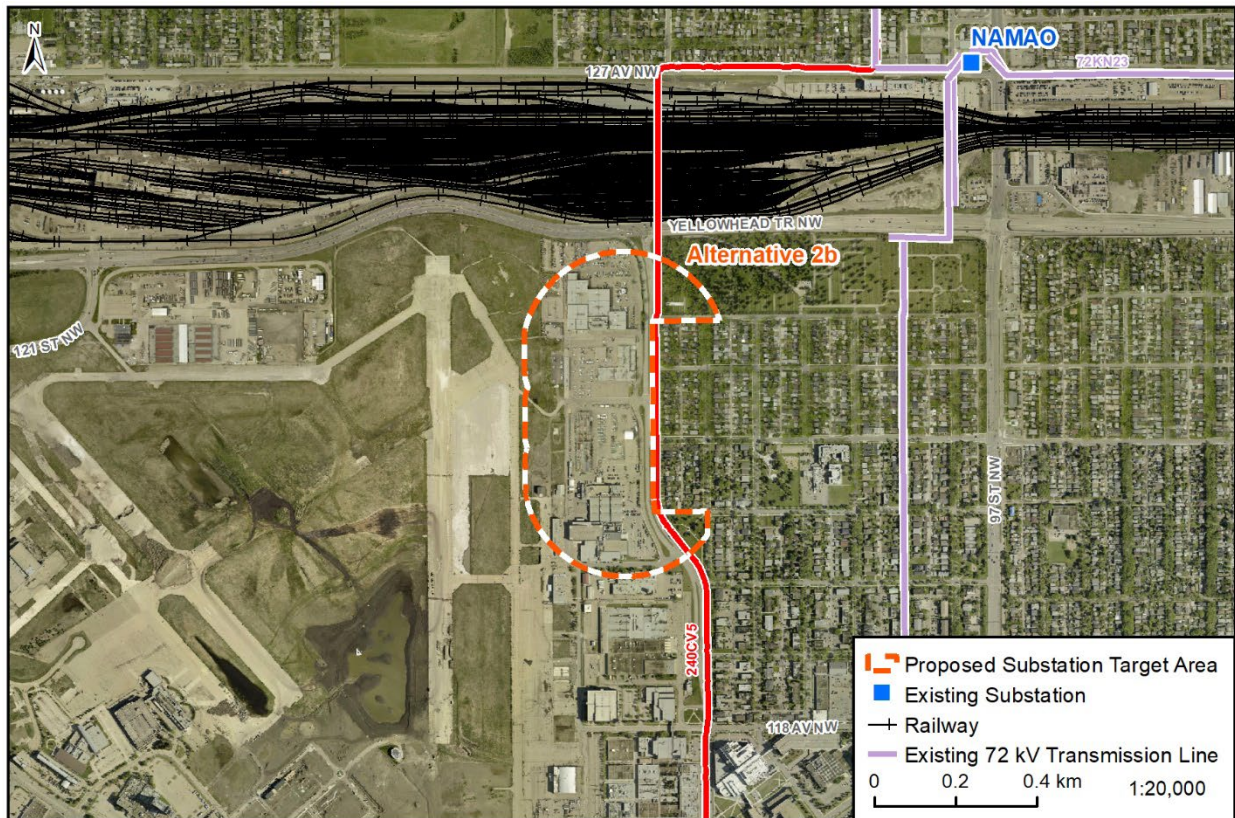 N
NAMAO
127 AV NW
72KN23
YELLOWHEAD TR NW
Alternative 2b
121 ST NW
97 ST NW
240CV5
118 AV NW
Proposed Substation Target Area
Existing Substation
Railway
Existing 72 kV Transmission Line
0 0.2 0.4 km
1:20,000